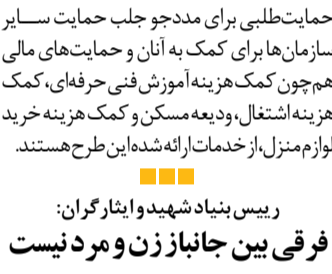 حمایت‌طلبی برای مددجو جلب حمایت سایر
سازمان‌ها برای کمک به آنان و حمایت‌های مالی
هم‌چون کمک هزینه آموزش فنی حرفه‌ای، کمک
هزینه اشتغال، ودیعه مسکن و کمک هزینه خرید
لوازم منزل، از خدمات ارائه شده این طرح هستند.
رییس بنیاد شهید و ایثارگران:
فرقی بین جانباز زن و مرد نیست